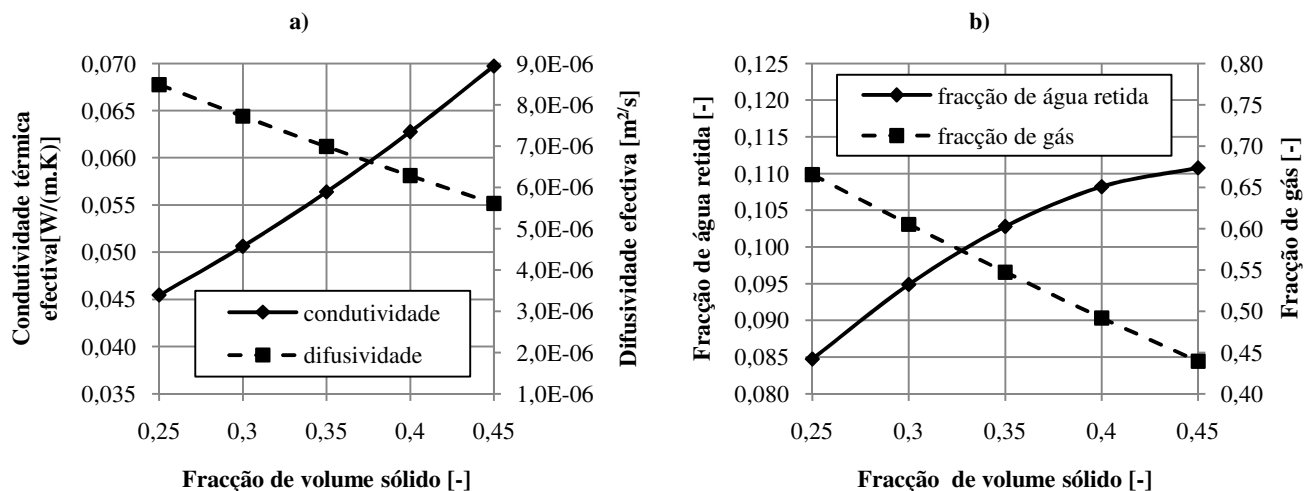 a)
Condutividade térmica
efectiva[W/(m.K)]
0,070
0,065
0,060
0,055
0,050
0,045
0,040
0,035
condutividade
difusividade
9,0E-06
8,0E-06
7,0E-06
6,0E-06
5,0E-06
4,0E-06
3,0E-06
2,0E-06
1,0E-06
Difusividade efectiva [m²/s]
0,25 0,3 0,35 0,4 0,45
Fracção de volume sólido [-]
b)
Fracção de água retida [-]
0,125
0,120
0,115
0,110
0,105
0,100
0,095
0,090
0,085
0,080
fracção de água retida
fracção de gás
0,80
0,75
0,70
0,65
0,60
0,55
0,50
0,45
0,40
Fracção de gás [-]
0,25 0,3 0,35 0,4 0,45
Fracção de volume sólido [-]